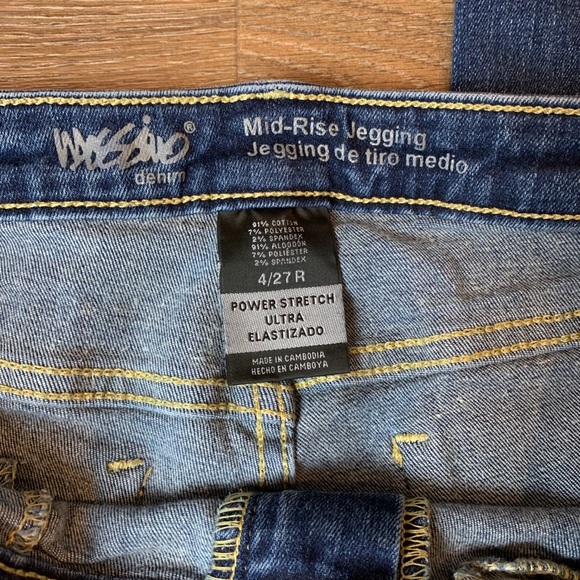 mossimo®
denim
Mid-Rise Jegging
Jegging de tiro medio
91% COTTON
7% POLYESTER
2% SPANDEX
91% ALGODÓN
7% POLIÉSTER
2% SPANDEX
4/27 R
POWER STRETCH
ULTRA
ELASTIZADO
MADE IN CAMBODIA
HECHO EN CAMBOYA